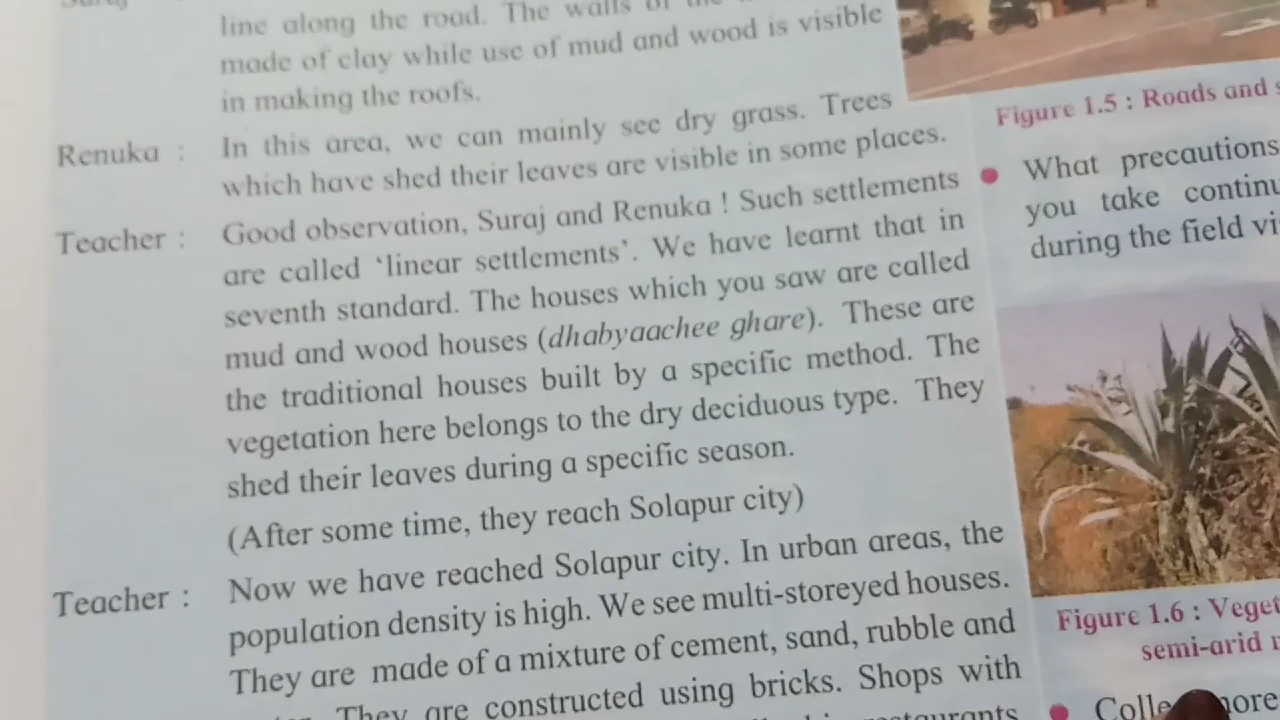 Suraj :
line along the road. The walls of the
made of clay while use of mud and wood is visible
in making the roofs.
Renuka : In this area, we can mainly see dry grass. Trees
which have shed their leaves are visible in some places.
Teacher : Good observation, Suraj and Renuka ! Such settlements
are called ‘linear settlements’. We have learnt that in
seventh standard. The houses which you saw are called
mud and wood houses (dhabyaachee ghare). These are
the traditional houses built by a specific method. The
vegetation here belongs to the dry deciduous type. They
shed their leaves during a specific season.
(After some time, they reach Solapur city)
Teacher : Now we have reached Solapur city. In urban areas, the
population density is high. We see multi-storeyed houses.
They are made of a mixture of cement, sand, rubble and
They are constructed using bricks. Shops with
restaurants
Figure 1.5 : Roads and
• What precautions
you take
during the field
Figure 1.6 :
semi-arid
•